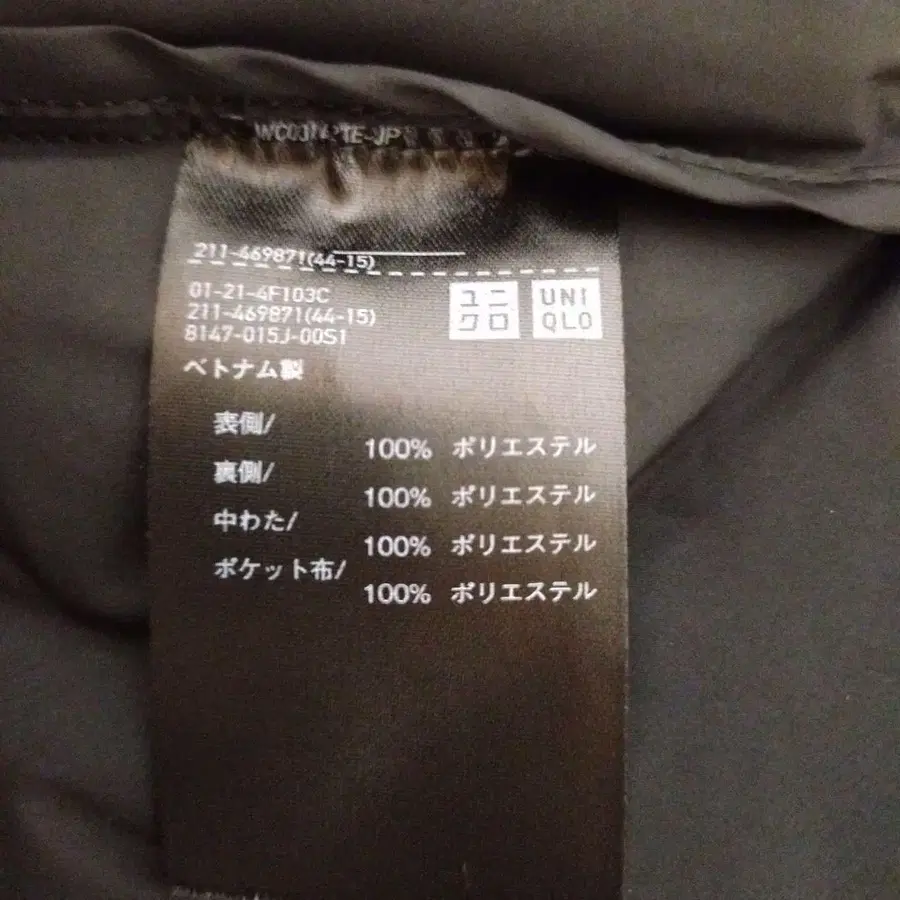 211-469871(44-15)
01-21-4F103C
211-469871(44-15)
8147-015J-00S1
ベトナム製
ユニ
クロ
UNI
QLO
表側/
100% ポリエステル
裏側/
100% ポリエステル
中わた/
100% ポリエステル
ポケット布/
100% ポリエステル